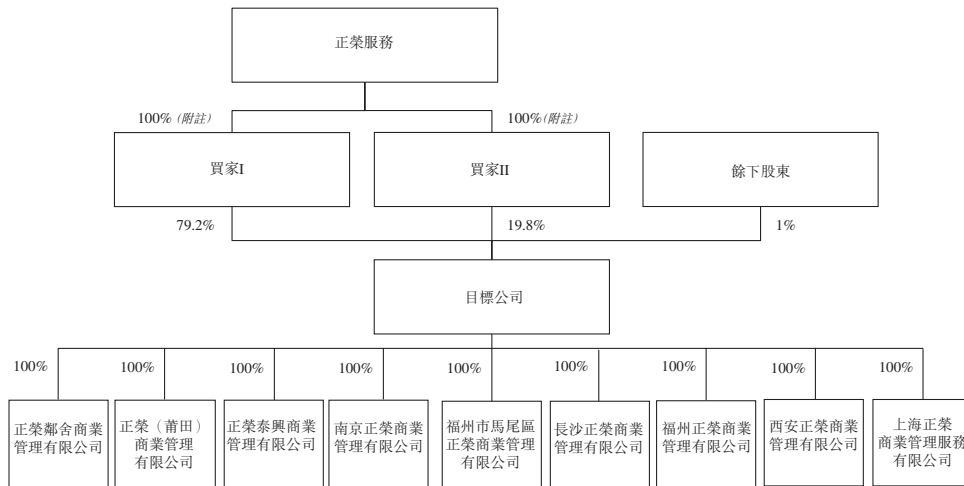 正榮服務
100% (附註)
100% (附註)
買家I
買家II
餘下股東
79.2%
19.8%
1%
目標公司
100%
100%
100%
100%
100%
100%
100%
100%
100%
正榮鄰舍商業
管理有限公司
正榮（莆田）
商業管理
有限公司
正榮泰興商業
管理有限公司
南京正榮商業
管理有限公司
福州市馬尾區
正榮商業管理
有限公司
長沙正榮商業
管理有限公司
福州正榮商業
管理有限公司
西安正榮商業
管理有限公司
上海正榮
商業管理服務
有限公司